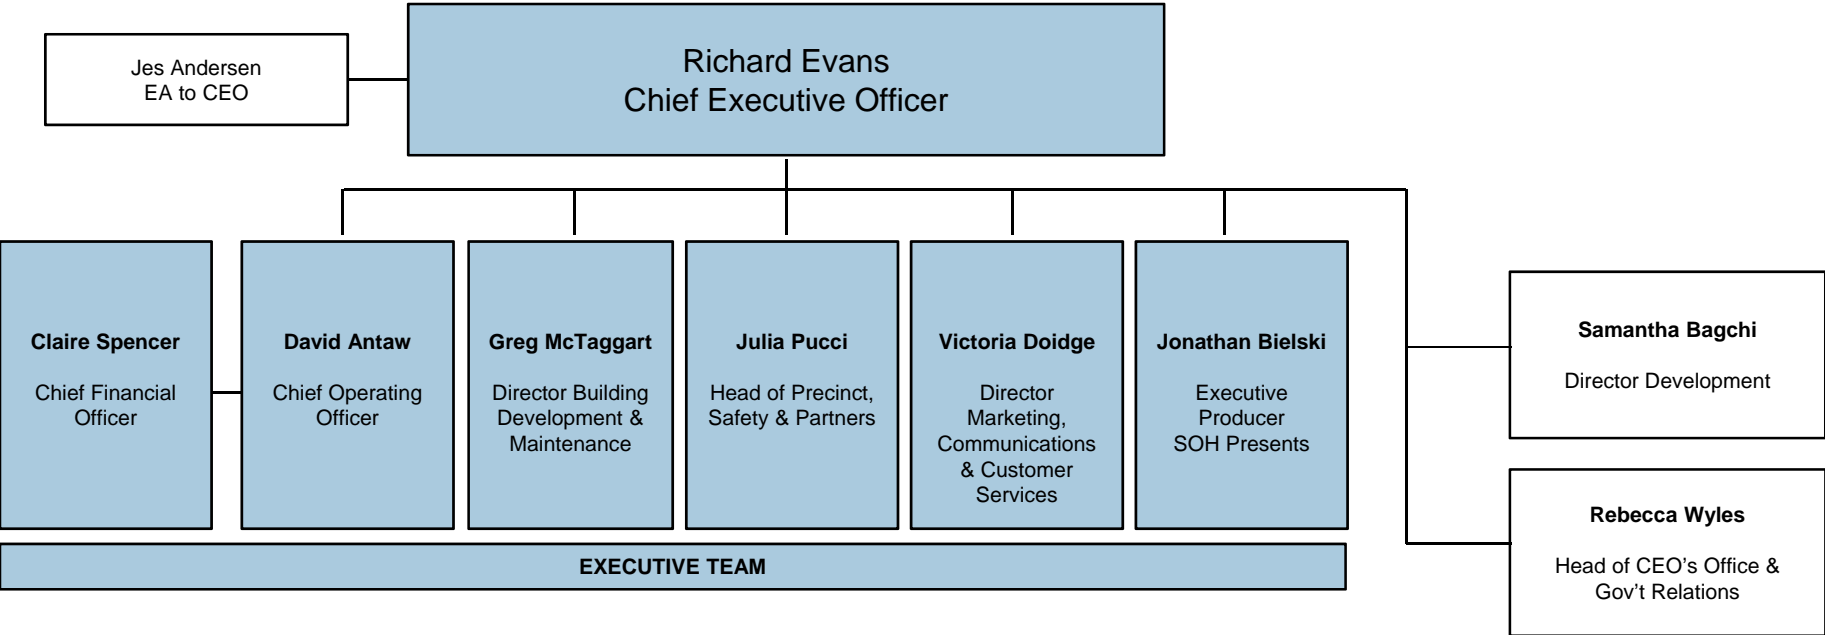 Jes Andersen
EA to CEO
Richard Evans
Chief Executive Officer
Claire Spencer
Chief Financial
Officer
David Antaw
Chief Operating
Officer
Greg McTaggart
Director Building
Development &
Maintenance
Julia Pucci
Head of Precinct,
Safety & Partners
Victoria Doidge
Director
Marketing,
Communications
& Customer
Services
Jonathan Bielski
Executive
Producer
SOH Presents
Samantha Bagchi
Director Development
Rebecca Wyles
Head of CEO’s Office &
Gov’t Relations
EXECUTIVE TEAM